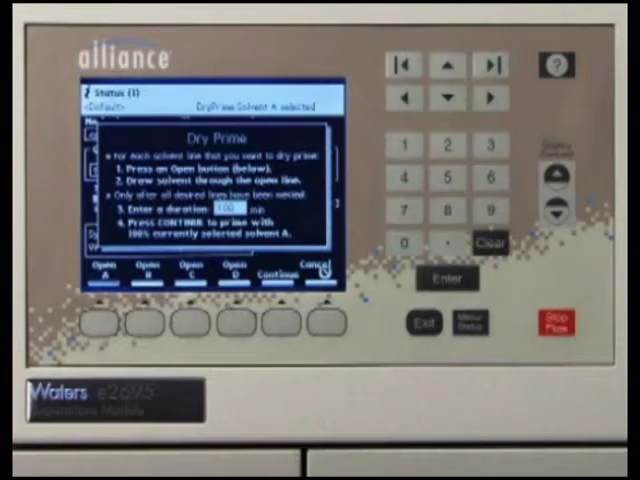 alliance
Status (1)
<Default> DryPrime Solvent A selected
Dry Prime
For each solvent line that you want to dry prime:
1. Press an Open button (below).
2. Draw solvent through the open line.
Only after all desired lines have been wetted:
3. Enter a duration: min
4. Press CONTINUE to prime with
100% currently selected solvent A.
Open A Open B Open C Open D Continue Cancel
?
1 2 3
4 5 6
7 8 9
0 . Clear
Enter
Exit Menu/Status Stop Flow
Waters e2695
Separations Module